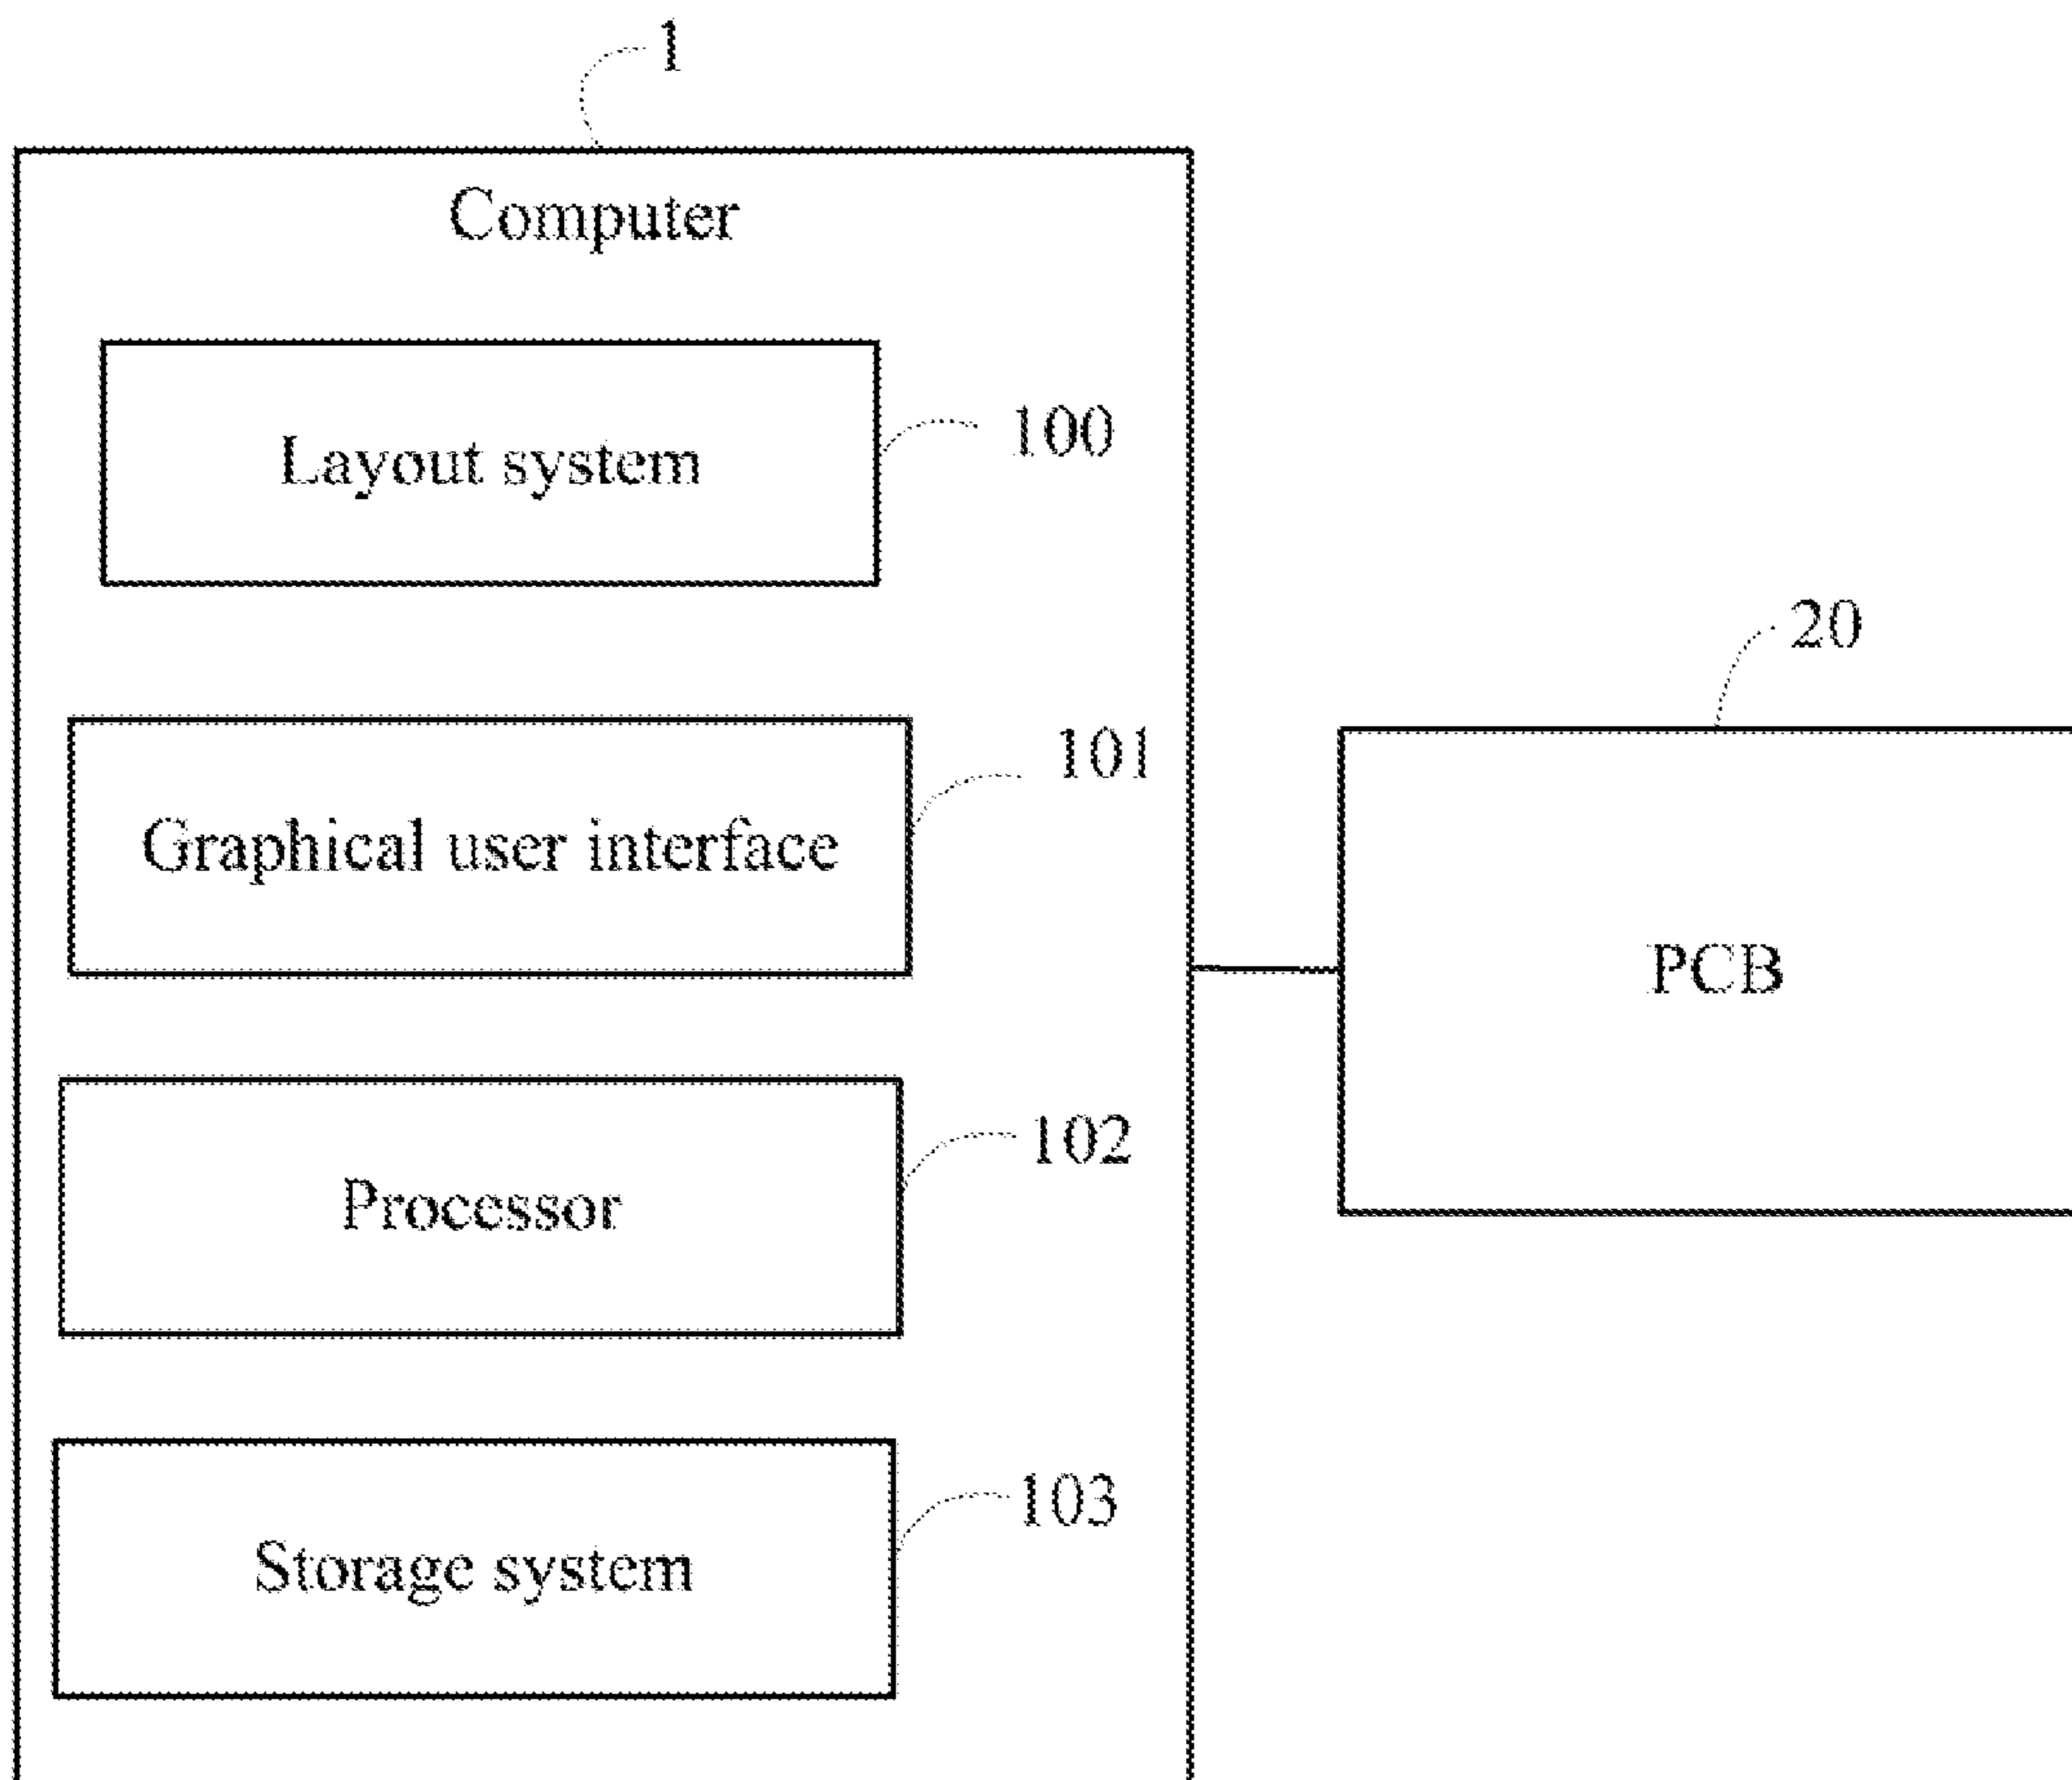 1
Computer
Layout system
100
Graphical user interface
101
Processor
102
Storage system
103
20
PCB